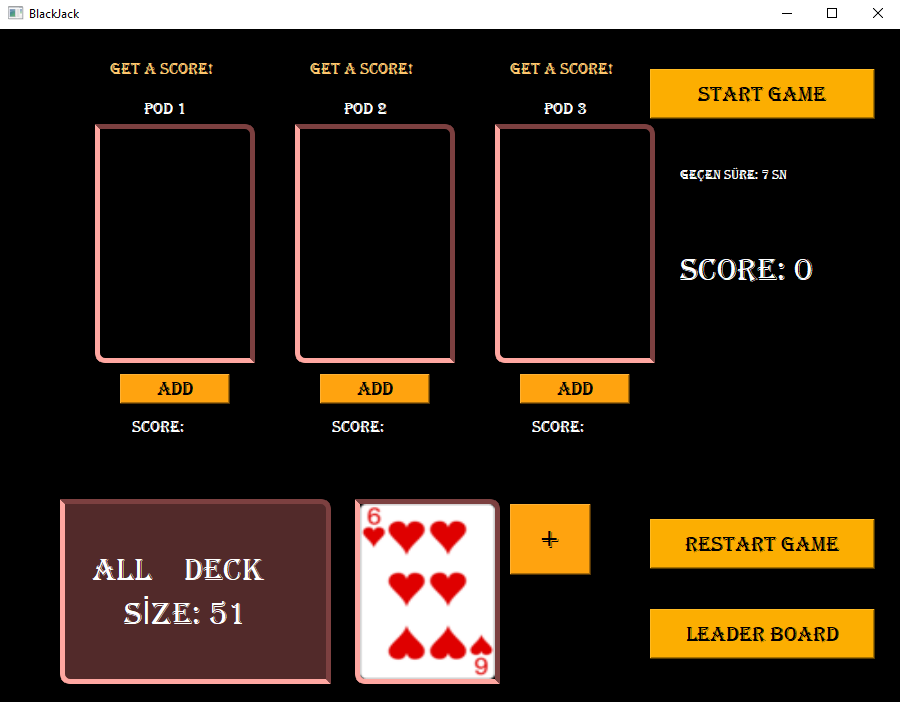 BlackJack
GET A SCORE! GET A SCORE! GET A SCORE!
POD 1 POD 2 POD 3
START GAME
GEÇEN SÜRE: 7 SN
SCORE: 0
ADD ADD ADD
SCORE: SCORE: SCORE:
ALL DECK
SİZE: 51
6
6
+
RESTART GAME
LEADER BOARD